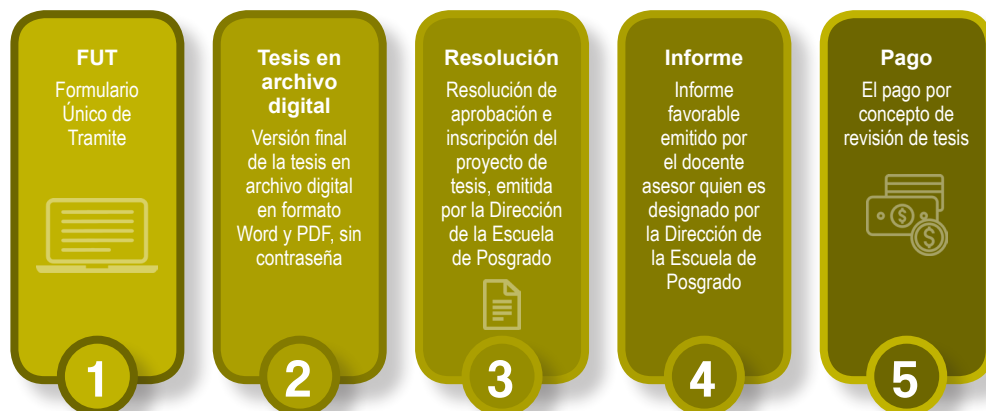 FUT
Formulario
Único de
Tramite
1
Tesis en
archivo
digital
Versión final
de la tesis en
archivo digital
en formato
Word y PDF, sin
contraseña
2
Resolución
Resolución de
aprobación e
inscripción del
proyecto de
tesis, emitida
por la Dirección
de la Escuela
de Posgrado
3
Informe
Informe
favorable
emitido por
el docente
asesor quien es
designado por
la Dirección de
la Escuela de
Posgrado
4
Pago
El pago por
concepto de
revisión de tesis
$
$
5